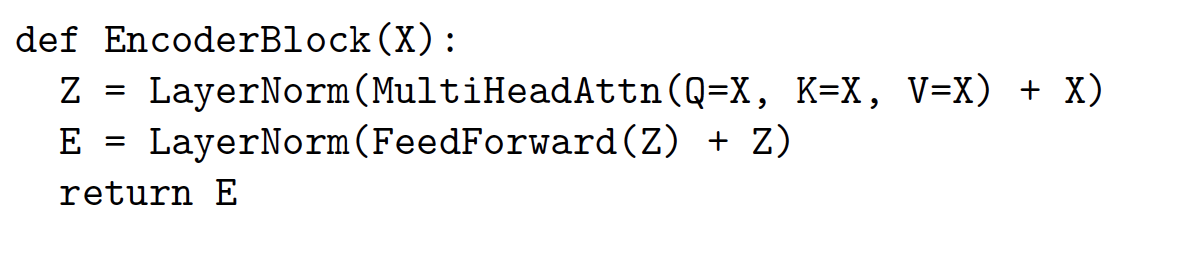 def EncoderBlock(X):
  Z = LayerNorm(MultiHeadAttn(Q=X, K=X, V=X) + X)
  E = LayerNorm(FeedForward(Z) + Z)
  return E